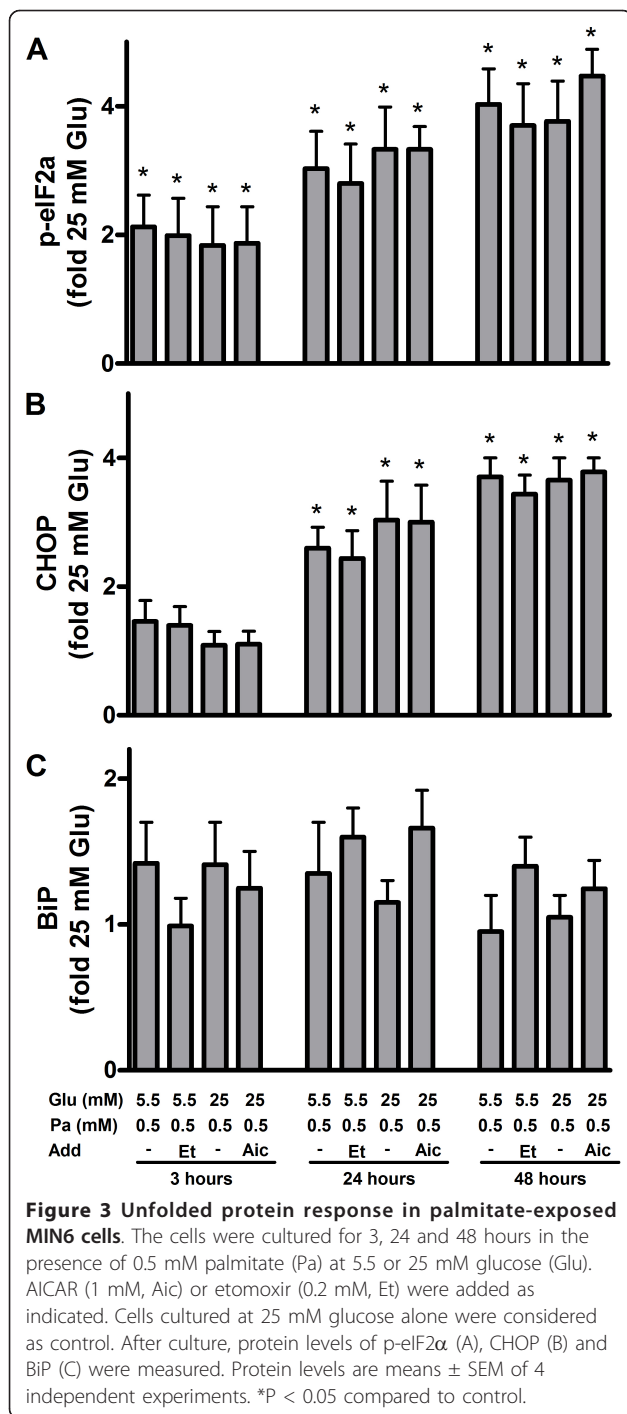 A
p-eIF2a
(fold 25 mM Glu)
4
2
0
* * * *
* * * *
* * * *
B
CHOP
(fold 25 mM Glu)
4
2
0
* * * *
* * * *
C
BiP
(fold 25 mM Glu)
2
1
0
Glu (mM) 5.5 5.5 25 25 5.5 5.5 25 25 5.5 5.5 25 25
Pa (mM) 0.5 0.5 0.5 0.5 0.5 0.5 0.5 0.5 0.5 0.5 0.5 0.5
Add - Et - Aic - Et - Aic - Et - Aic
3 hours 24 hours 48 hours
Figure 3 Unfolded protein response in palmitate-exposed
MIN6 cells. The cells were cultured for 3, 24 and 48 hours in the
presence of 0.5 mM palmitate (Pa) at 5.5 or 25 mM glucose (Glu).
AICAR (1 mM, Aic) or etomoxir (0.2 mM, Et) were added as
indicated. Cells cultured at 25 mM glucose alone were considered
as control. After culture, protein levels of p-eIF2α (A), CHOP (B) and
BiP (C) were measured. Protein levels are means ± SEM of 4
independent experiments. *P < 0.05 compared to control.